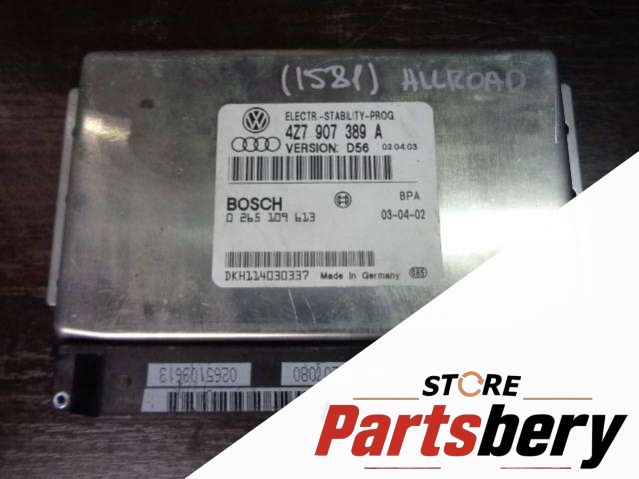 (1581) ALLROAD
ELECTR.-STABILITY-PROG.
4Z7 907 389 A
VERSION: D56 02.04.03
BOSCH BPA
0 265 109 613 03-04-02
DKH114030337 Made in Germany
0265109613
STORE
Partsbery